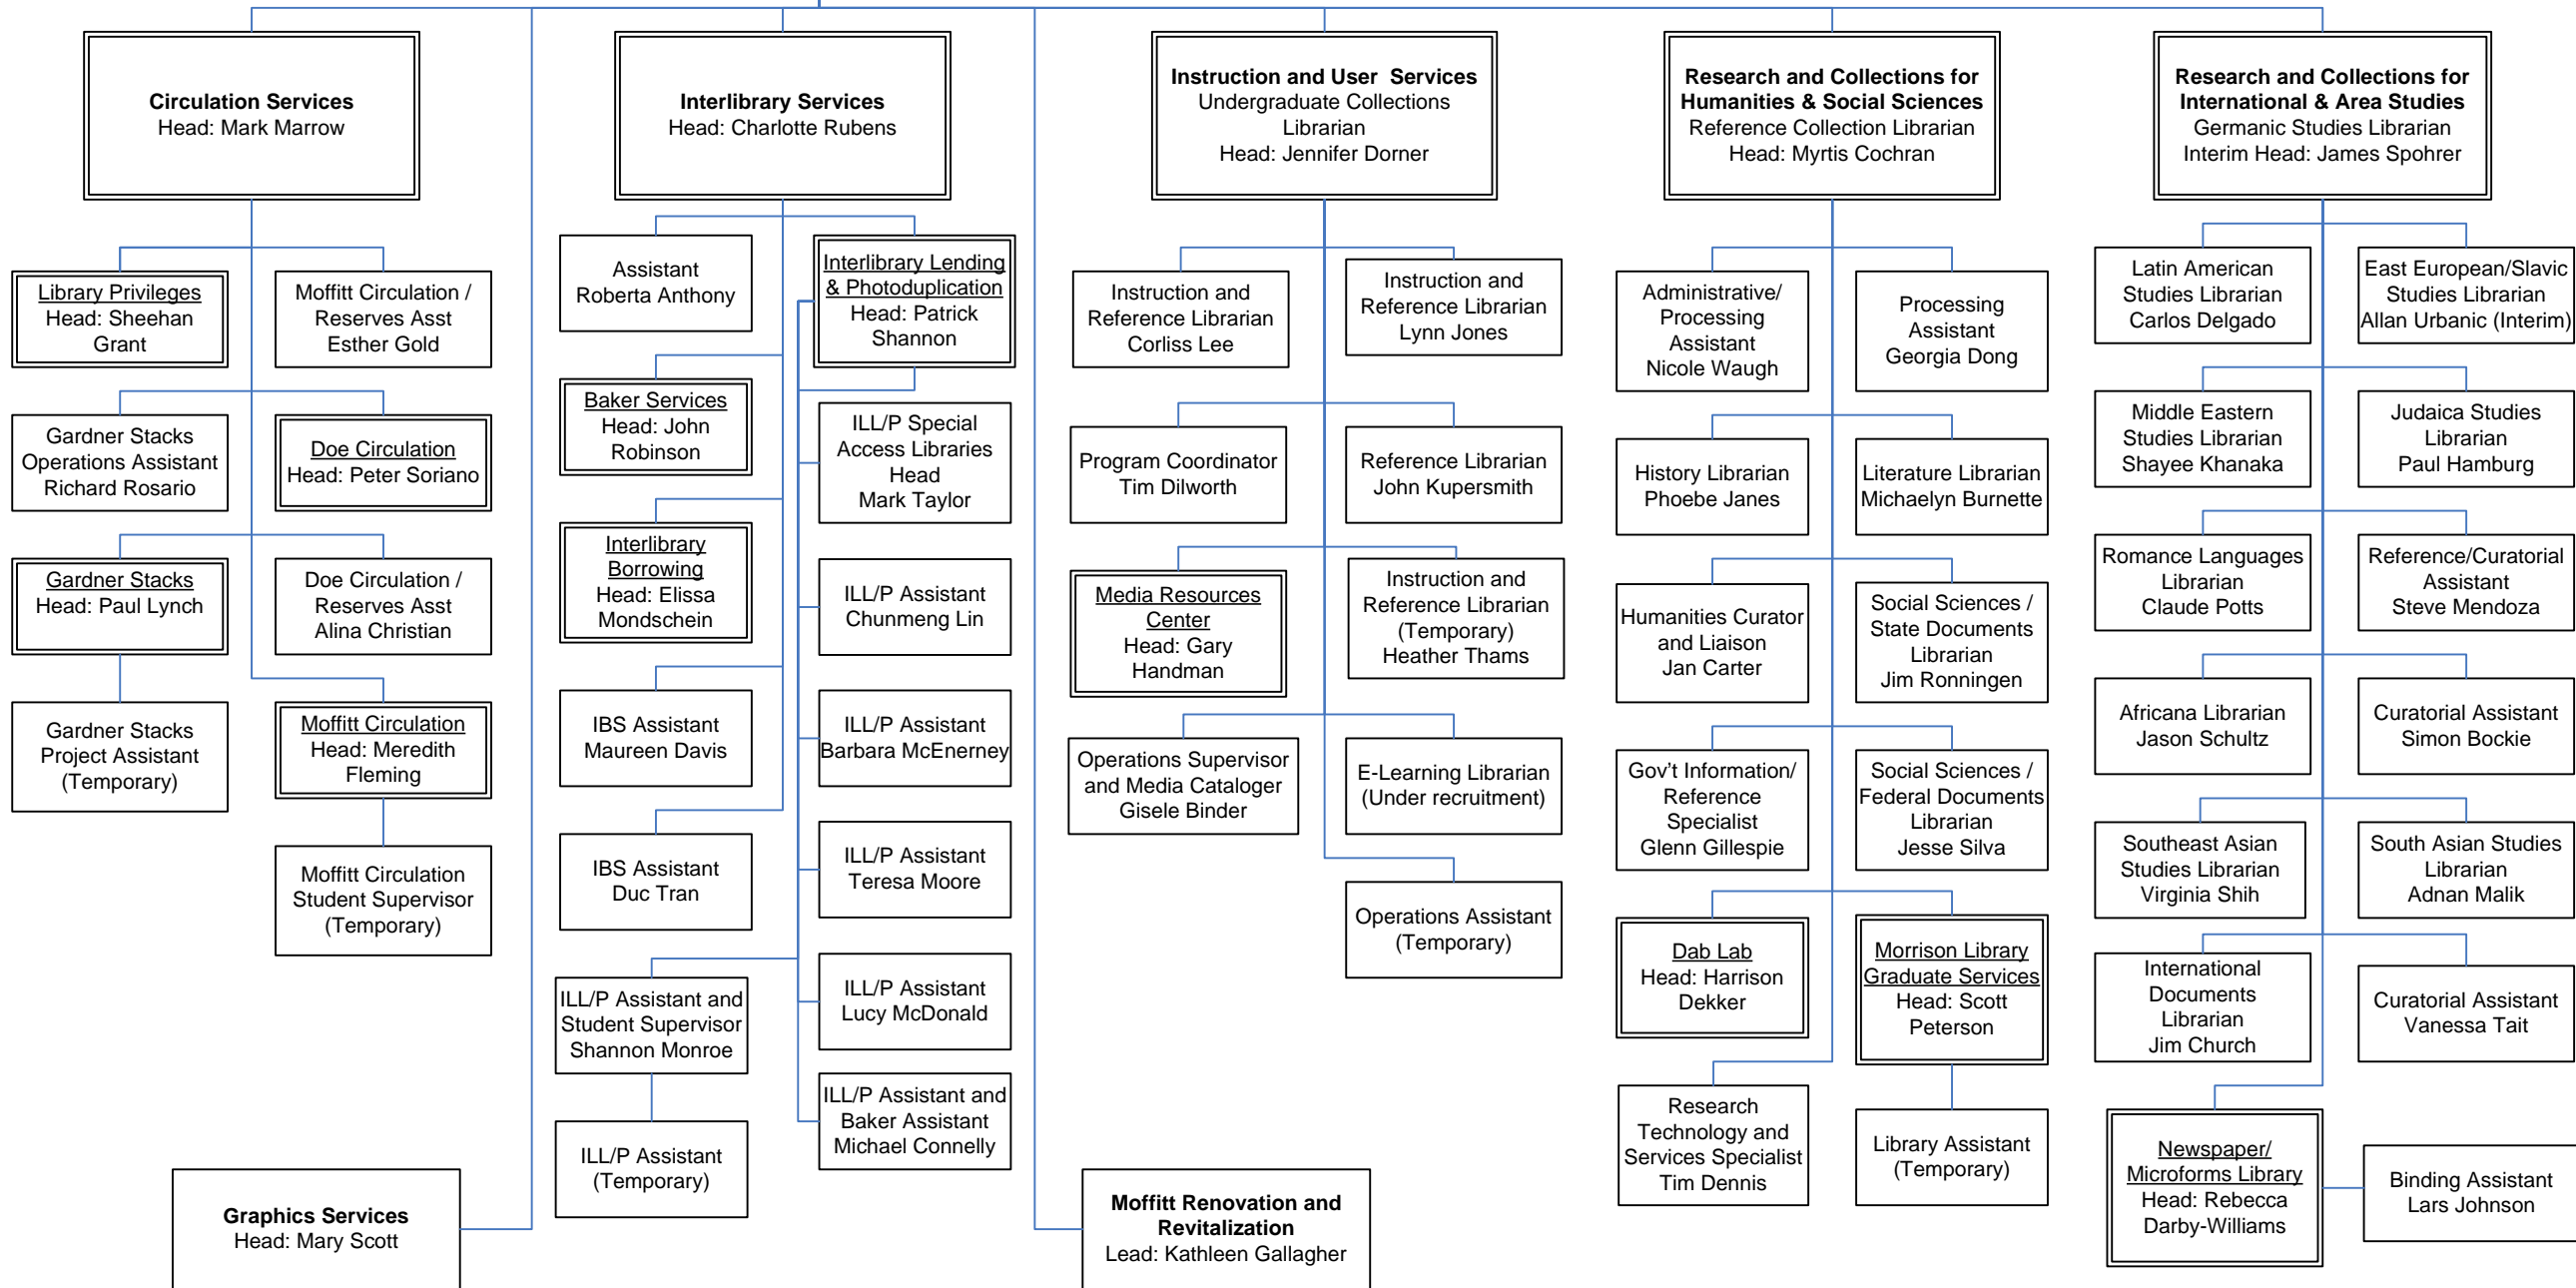 Circulation Services
Head: Mark Marrow
Interlibrary Services
Head: Charlotte Rubens
Instruction and User Services
Undergraduate Collections
Librarian
Head: Jennifer Dorner
Research and Collections for
Humanities & Social Sciences
Reference Collection Librarian
Head: Myrtis Cochran
Research and Collections for
International & Area Studies
Germanic Studies Librarian
Interim Head: James Spohrer
Library Privileges
Head: Sheehan
Grant
Moffitt Circulation /
Reserves Asst
Esther Gold
Gardner Stacks
Operations Assistant
Richard Rosario
Doe Circulation
Head: Peter Soriano
Gardner Stacks
Head: Paul Lynch
Doe Circulation /
Reserves Asst
Alina Christian
Gardner Stacks
Project Assistant
(Temporary)
Moffitt Circulation
Head: Meredith
Fleming
Moffitt Circulation
Student Supervisor
(Temporary)
Assistant
Roberta Anthony
Interlibrary Lending
& Photoduplication
Head: Patrick
Shannon
Baker Services
Head: John
Robinson
ILL/P Special
Access Libraries
Head
Mark Taylor
Interlibrary
Borrowing
Head: Elissa
Mondschein
ILL/P Assistant
Chunmeng Lin
IBS Assistant
Maureen Davis
ILL/P Assistant
Barbara McEnerney
IBS Assistant
Duc Tran
ILL/P Assistant
Teresa Moore
ILL/P Assistant and
Student Supervisor
Shannon Monroe
ILL/P Assistant
Lucy McDonald
ILL/P Assistant
(Temporary)
ILL/P Assistant and
Baker Assistant
Michael Connelly
Instruction and
Reference Librarian
Corliss Lee
Instruction and
Reference Librarian
Lynn Jones
Program Coordinator
Tim Dilworth
Reference Librarian
John Kupersmith
Media Resources
Center
Head: Gary
Handman
Instruction and
Reference Librarian
(Temporary)
Heather Thams
Operations Supervisor
and Media Cataloger
Gisele Binder
E-Learning Librarian
(Under recruitment)
Operations Assistant
(Temporary)
Administrative/
Processing
Assistant
Nicole Waugh
Processing
Assistant
Georgia Dong
History Librarian
Phoebe Janes
Literature Librarian
Michaelyn Burnette
Humanities Curator
and Liaison
Jan Carter
Social Sciences /
State Documents
Librarian
Jim Ronningen
Gov't Information/
Reference
Specialist
Glenn Gillespie
Social Sciences /
Federal Documents
Librarian
Jesse Silva
Dab Lab
Head: Harrison
Dekker
Morrison Library
Graduate Services
Head: Scott
Peterson
Research
Technology and
Services Specialist
Tim Dennis
Library Assistant
(Temporary)
Latin American
Studies Librarian
Carlos Delgado
East European/Slavic
Studies Librarian
Allan Urbanic (Interim)
Middle Eastern
Studies Librarian
Shayee Khanaka
Judaica Studies
Librarian
Paul Hamburg
Romance Languages
Librarian
Claude Potts
Reference/Curatorial
Assistant
Steve Mendoza
Africana Librarian
Jason Schultz
Curatorial Assistant
Simon Bockie
Southeast Asian
Studies Librarian
Virginia Shih
South Asian Studies
Librarian
Adnan Malik
International
Documents
Librarian
Jim Church
Curatorial Assistant
Vanessa Tait
Newspaper/
Microforms Library
Head: Rebecca
Darby-Williams
Binding Assistant
Lars Johnson
Graphics Services
Head: Mary Scott
Moffitt Renovation and
Revitalization
Lead: Kathleen Gallagher